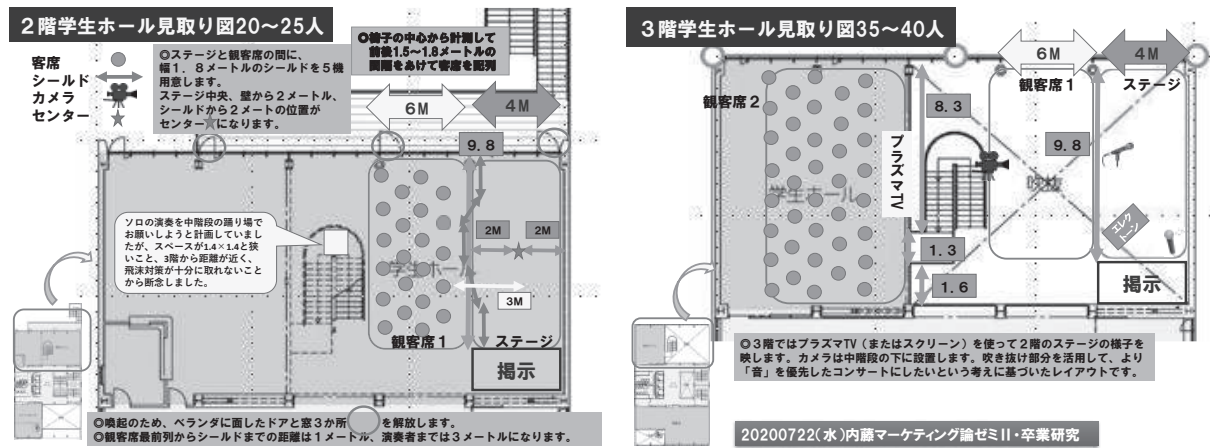 2階学生ホール見取り図20〜25人
客席
シールド
カメラ
センター
◎ステージと観客席の間に、
幅1.8メートルのシールドを5機
用意します。
ステージ中央、壁から2メートル、
シールドから2メートの位置が
センター★になります。
◎椅子の中心から計測して
前後1.5〜1.8メートルの
間隔をあけて客席を配列
6M
4M
9.8
ソロの演奏を中階段の踊り場で
お願いしようと計画していまし
たが、スペースが1.4×1.4と狭
いこと、3階から距離が近く、
飛沫対策が十分に取れないこと
から断念しました。
2M
2M
学生ホール
3M
観客席1
ステージ
掲示
◎喚起のため、ベランダに面したドアと窓3か所 を解放します。
◎観客席最前列からシールドまでの距離は1メートル、演奏者までは3メートルになります。
3階学生ホール見取り図35〜40人
6M
4M
観客席1
ステージ
観客席2
8.3
プラズマTV
9.8
学生ホール
吹抜
エレクトーン
1.3
1.6
掲示
◎3階ではプラズマTV(またはスクリーン)を使って2階のステージの様子を
映します。カメラは中階段の下に設置します。吹き抜け部分を活用して、より
「音」を優先したコンサートにしたいという考えに基づいたレイアウトです。
20200722(水)内藤マーケティング論ゼミⅡ・卒業研究